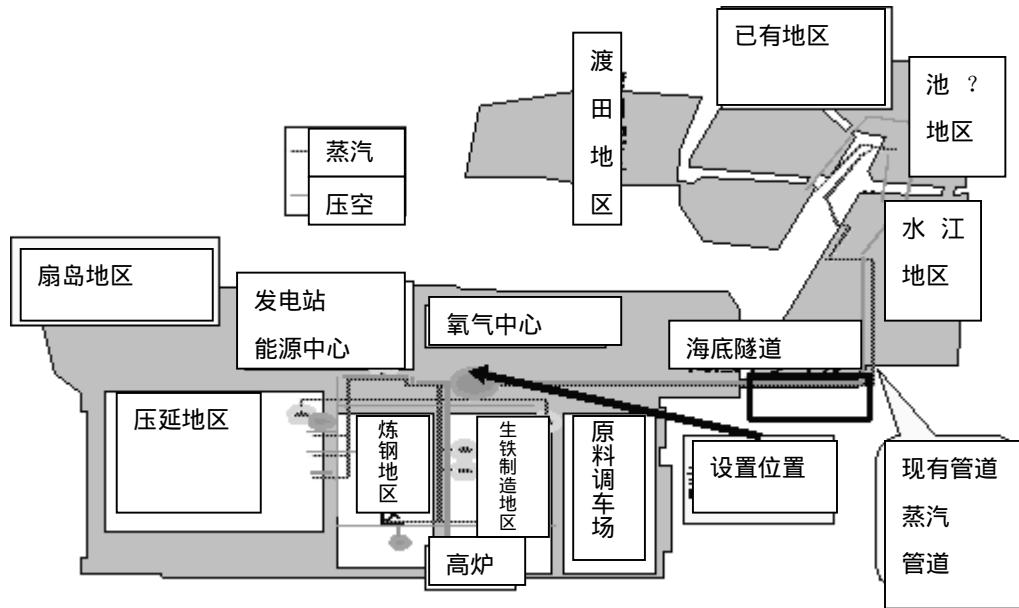 已有地区
渡田地区
池 ?
地区
蒸汽
压空
水 江
地区
扇岛地区
发电站
能源中心
氧气中心
海底隧道
压延地区
炼钢地区
生铁制造地区
原料调车场
设置位置
现有管道
蒸汽
管道
高炉